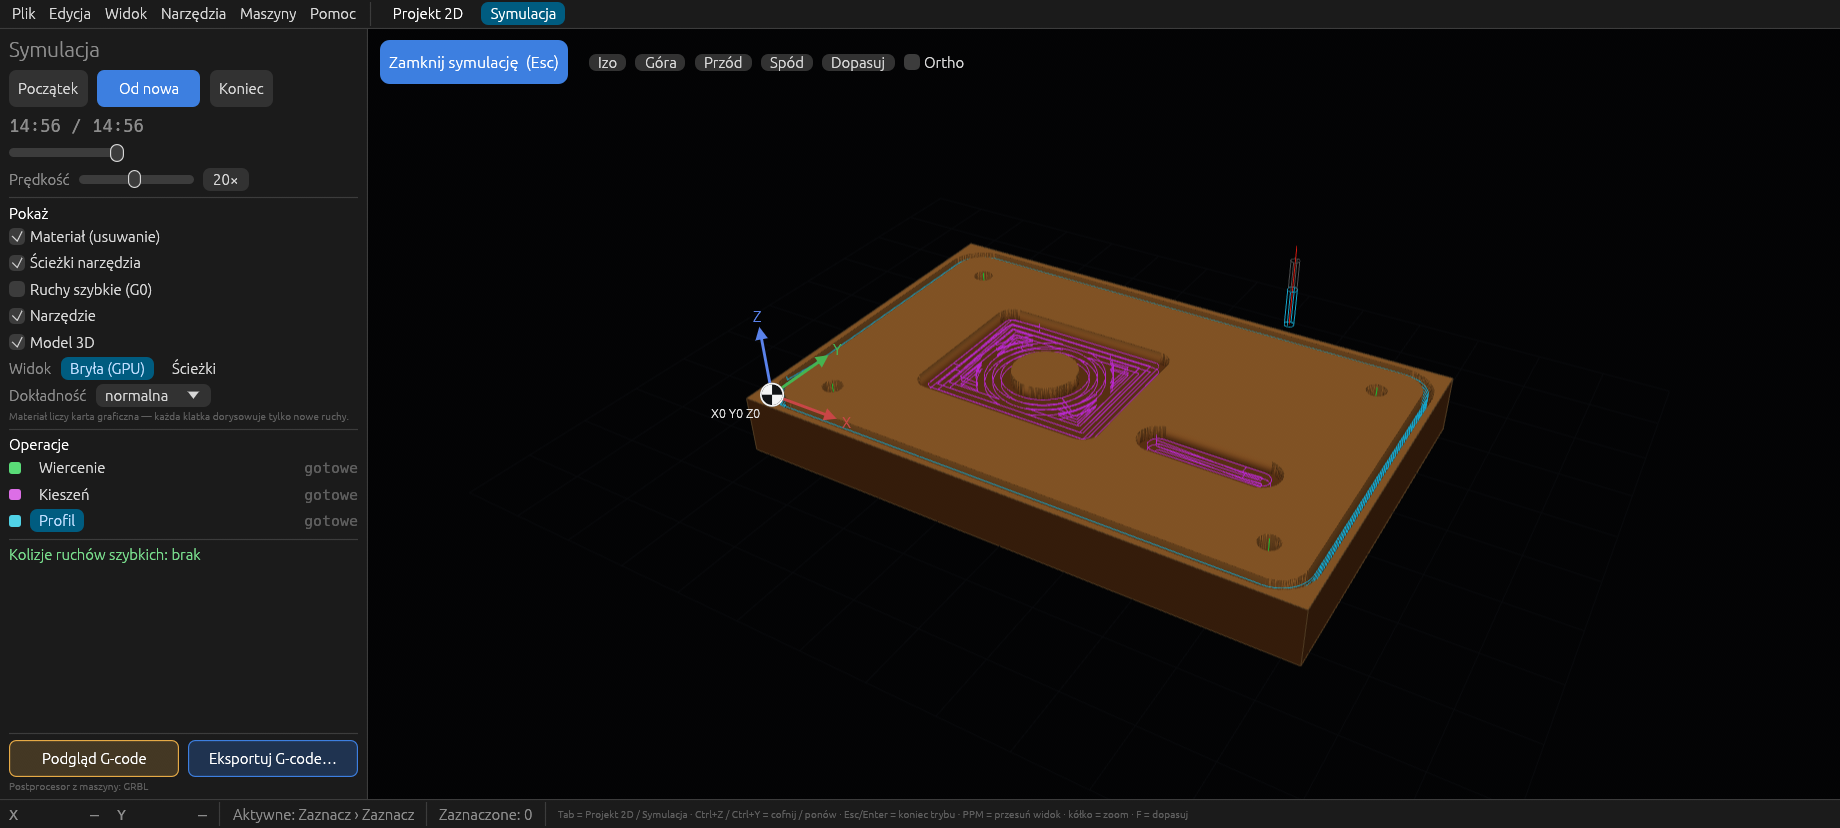 Plik Edycja Widok Narzędzia Maszyny Pomoc Projekt 2D Symulacja
Symulacja
Początek Od nowa Koniec
14:56 / 14:56
Prędkość 20×
Pokaż
Materiał (usuwanie)
Ścieżki narzędzia
Ruchy szybkie (G0)
Narzędzie
Model 3D
Widok Bryła (GPU) Ścieżki
Dokładność normalna
Materiał liczy karta graficzna — każda klatka dorysowuje tylko nowe ruchy.
Operacje
Wiercenie gotowe
Kieszeń gotowe
Profil gotowe
Kolizje ruchów szybkich: brak
Podgląd G-code Eksportuj G-code…
Postprocesor z maszyny: GRBL
Zamknij symulację (Esc) Izo Góra Przód Spód Dopasuj Ortho
Z
Y
X
X0 Y0 Z0
X — Y — Aktywne: Zaznacz › Zaznacz Zaznaczone: 0 Tab = Projekt 2D / Symulacja · Ctrl+Z / Ctrl+Y = cofnij / ponów · Esc/Enter = koniec trybu · PPM = przesuń widok · kółko = zoom · F = dopasuj